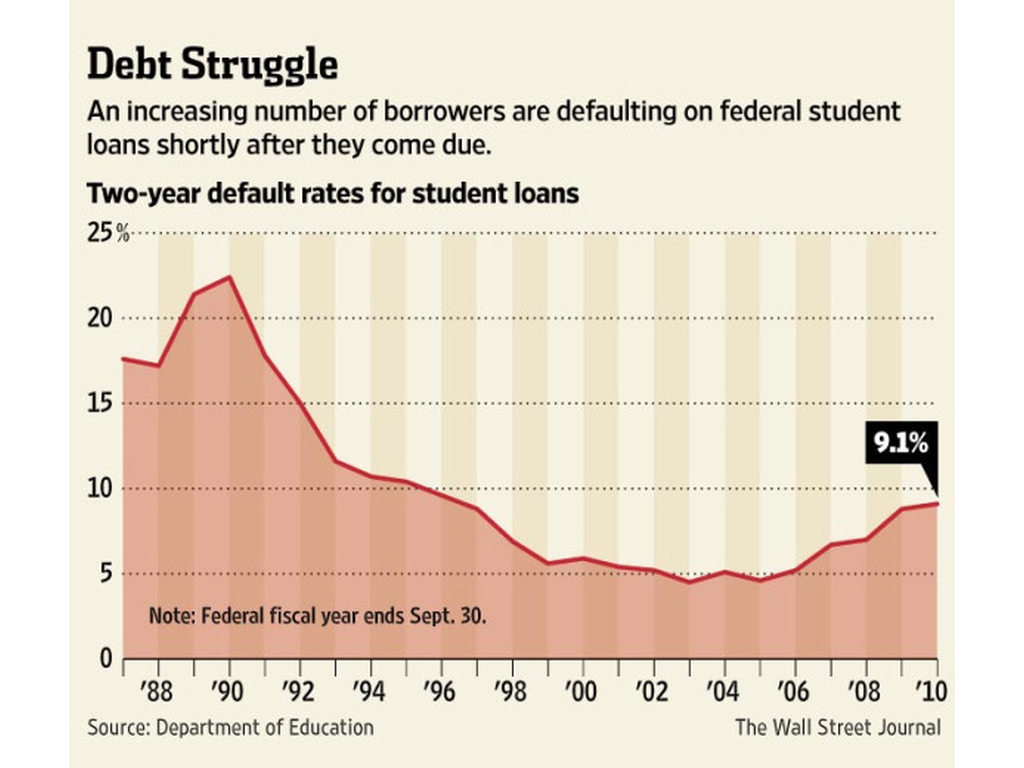 Debt Struggle
An increasing number of borrowers are defaulting on federal student
loans shortly after they come due.
Two-year default rates for student loans
25%
20
15
10
5
0
9.1%
Note: Federal fiscal year ends Sept. 30.
'88 '90 '92 '94 '96 '98 '00 '02 '04 '06 '08 '10
Source: Department of Education
The Wall Street Journal